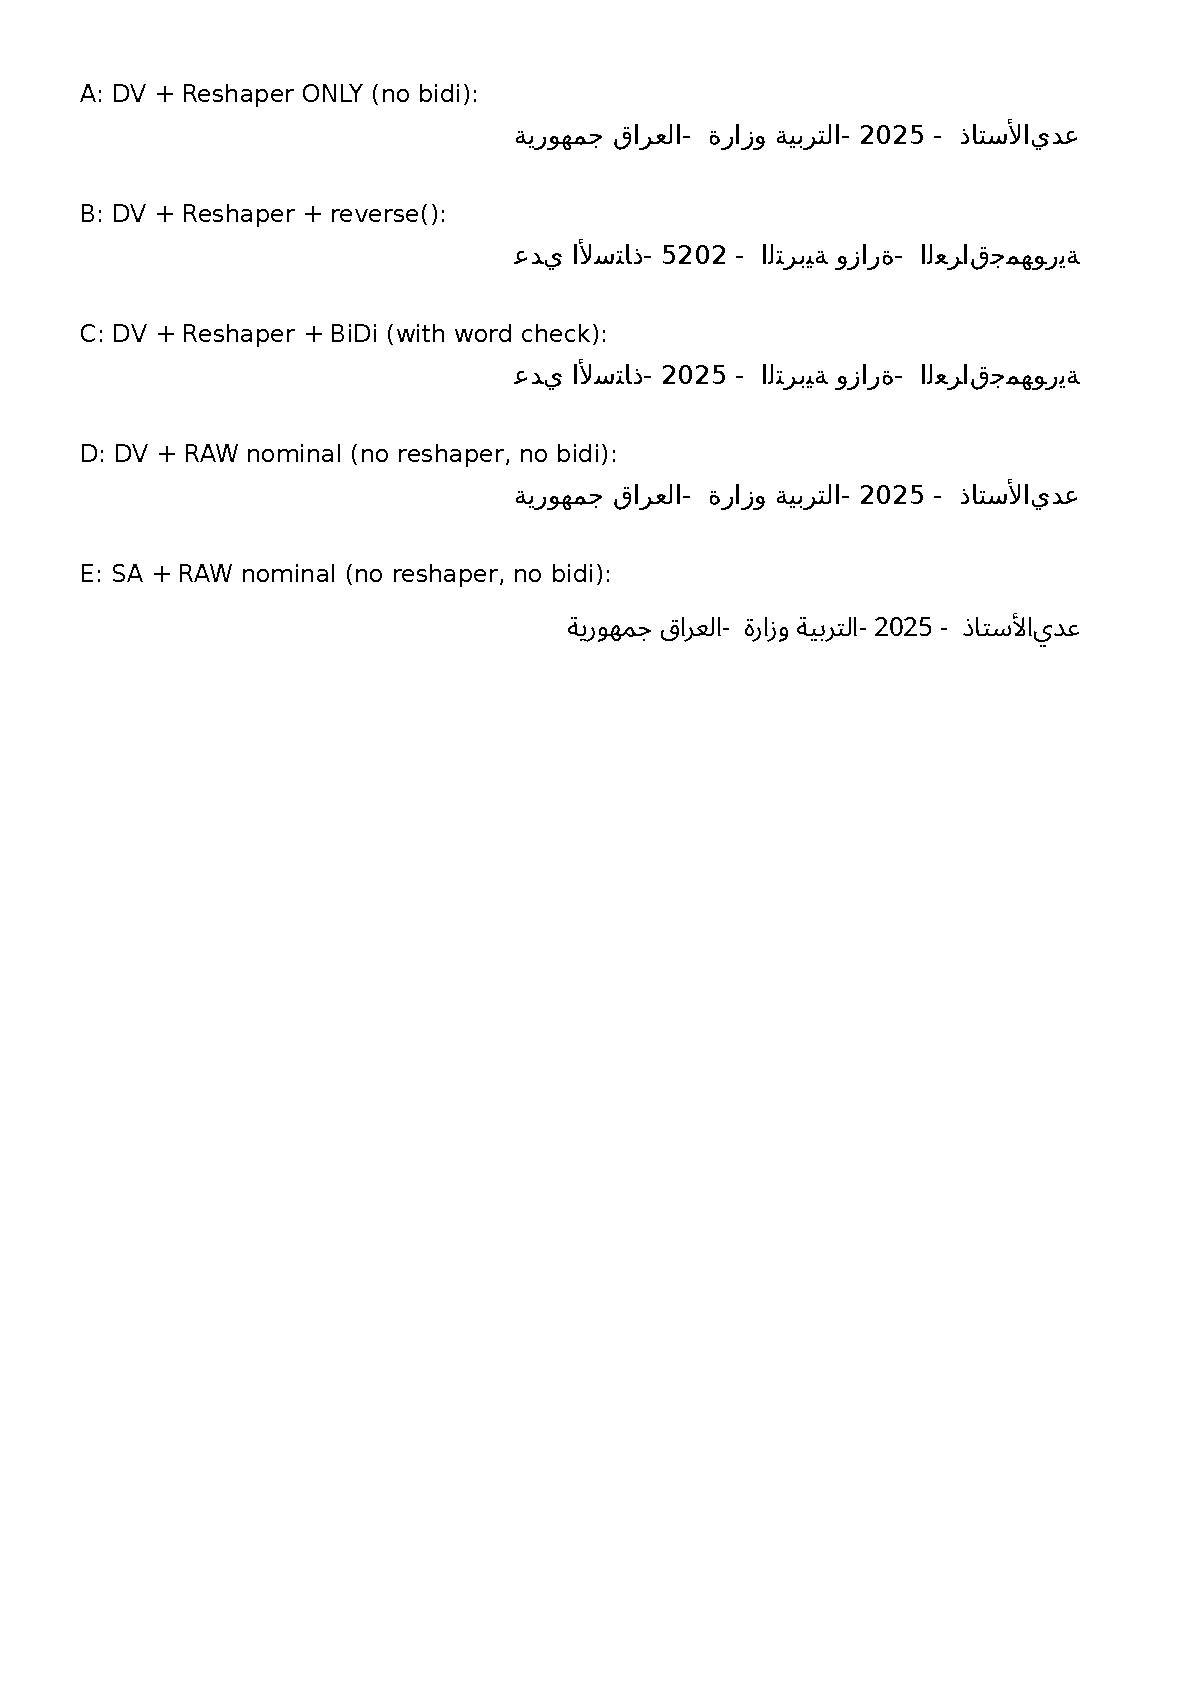 A: DV + Reshaper ONLY (no bidi):
عديالأستاذ - 2025 -التربية وزارة -العراق جمهورية
B: DV + Reshaper + reverse():
ةيروهمجقارعلا -ةرازو ةيبرتلا - 5202 -ذاتسلأا يدع
C: DV + Reshaper + BiDi (with word check):
ةيروهمجقارعلا -ةرازو ةيبرتلا - 2025 -ذاتسلأا يدع
D: DV + RAW nominal (no reshaper, no bidi):
عديالأستاذ - 2025 -التربية وزارة -العراق جمهورية
E: SA + RAW nominal (no reshaper, no bidi):
عديالأستاذ - 2025 -التربية وزارة -العراق جمهورية